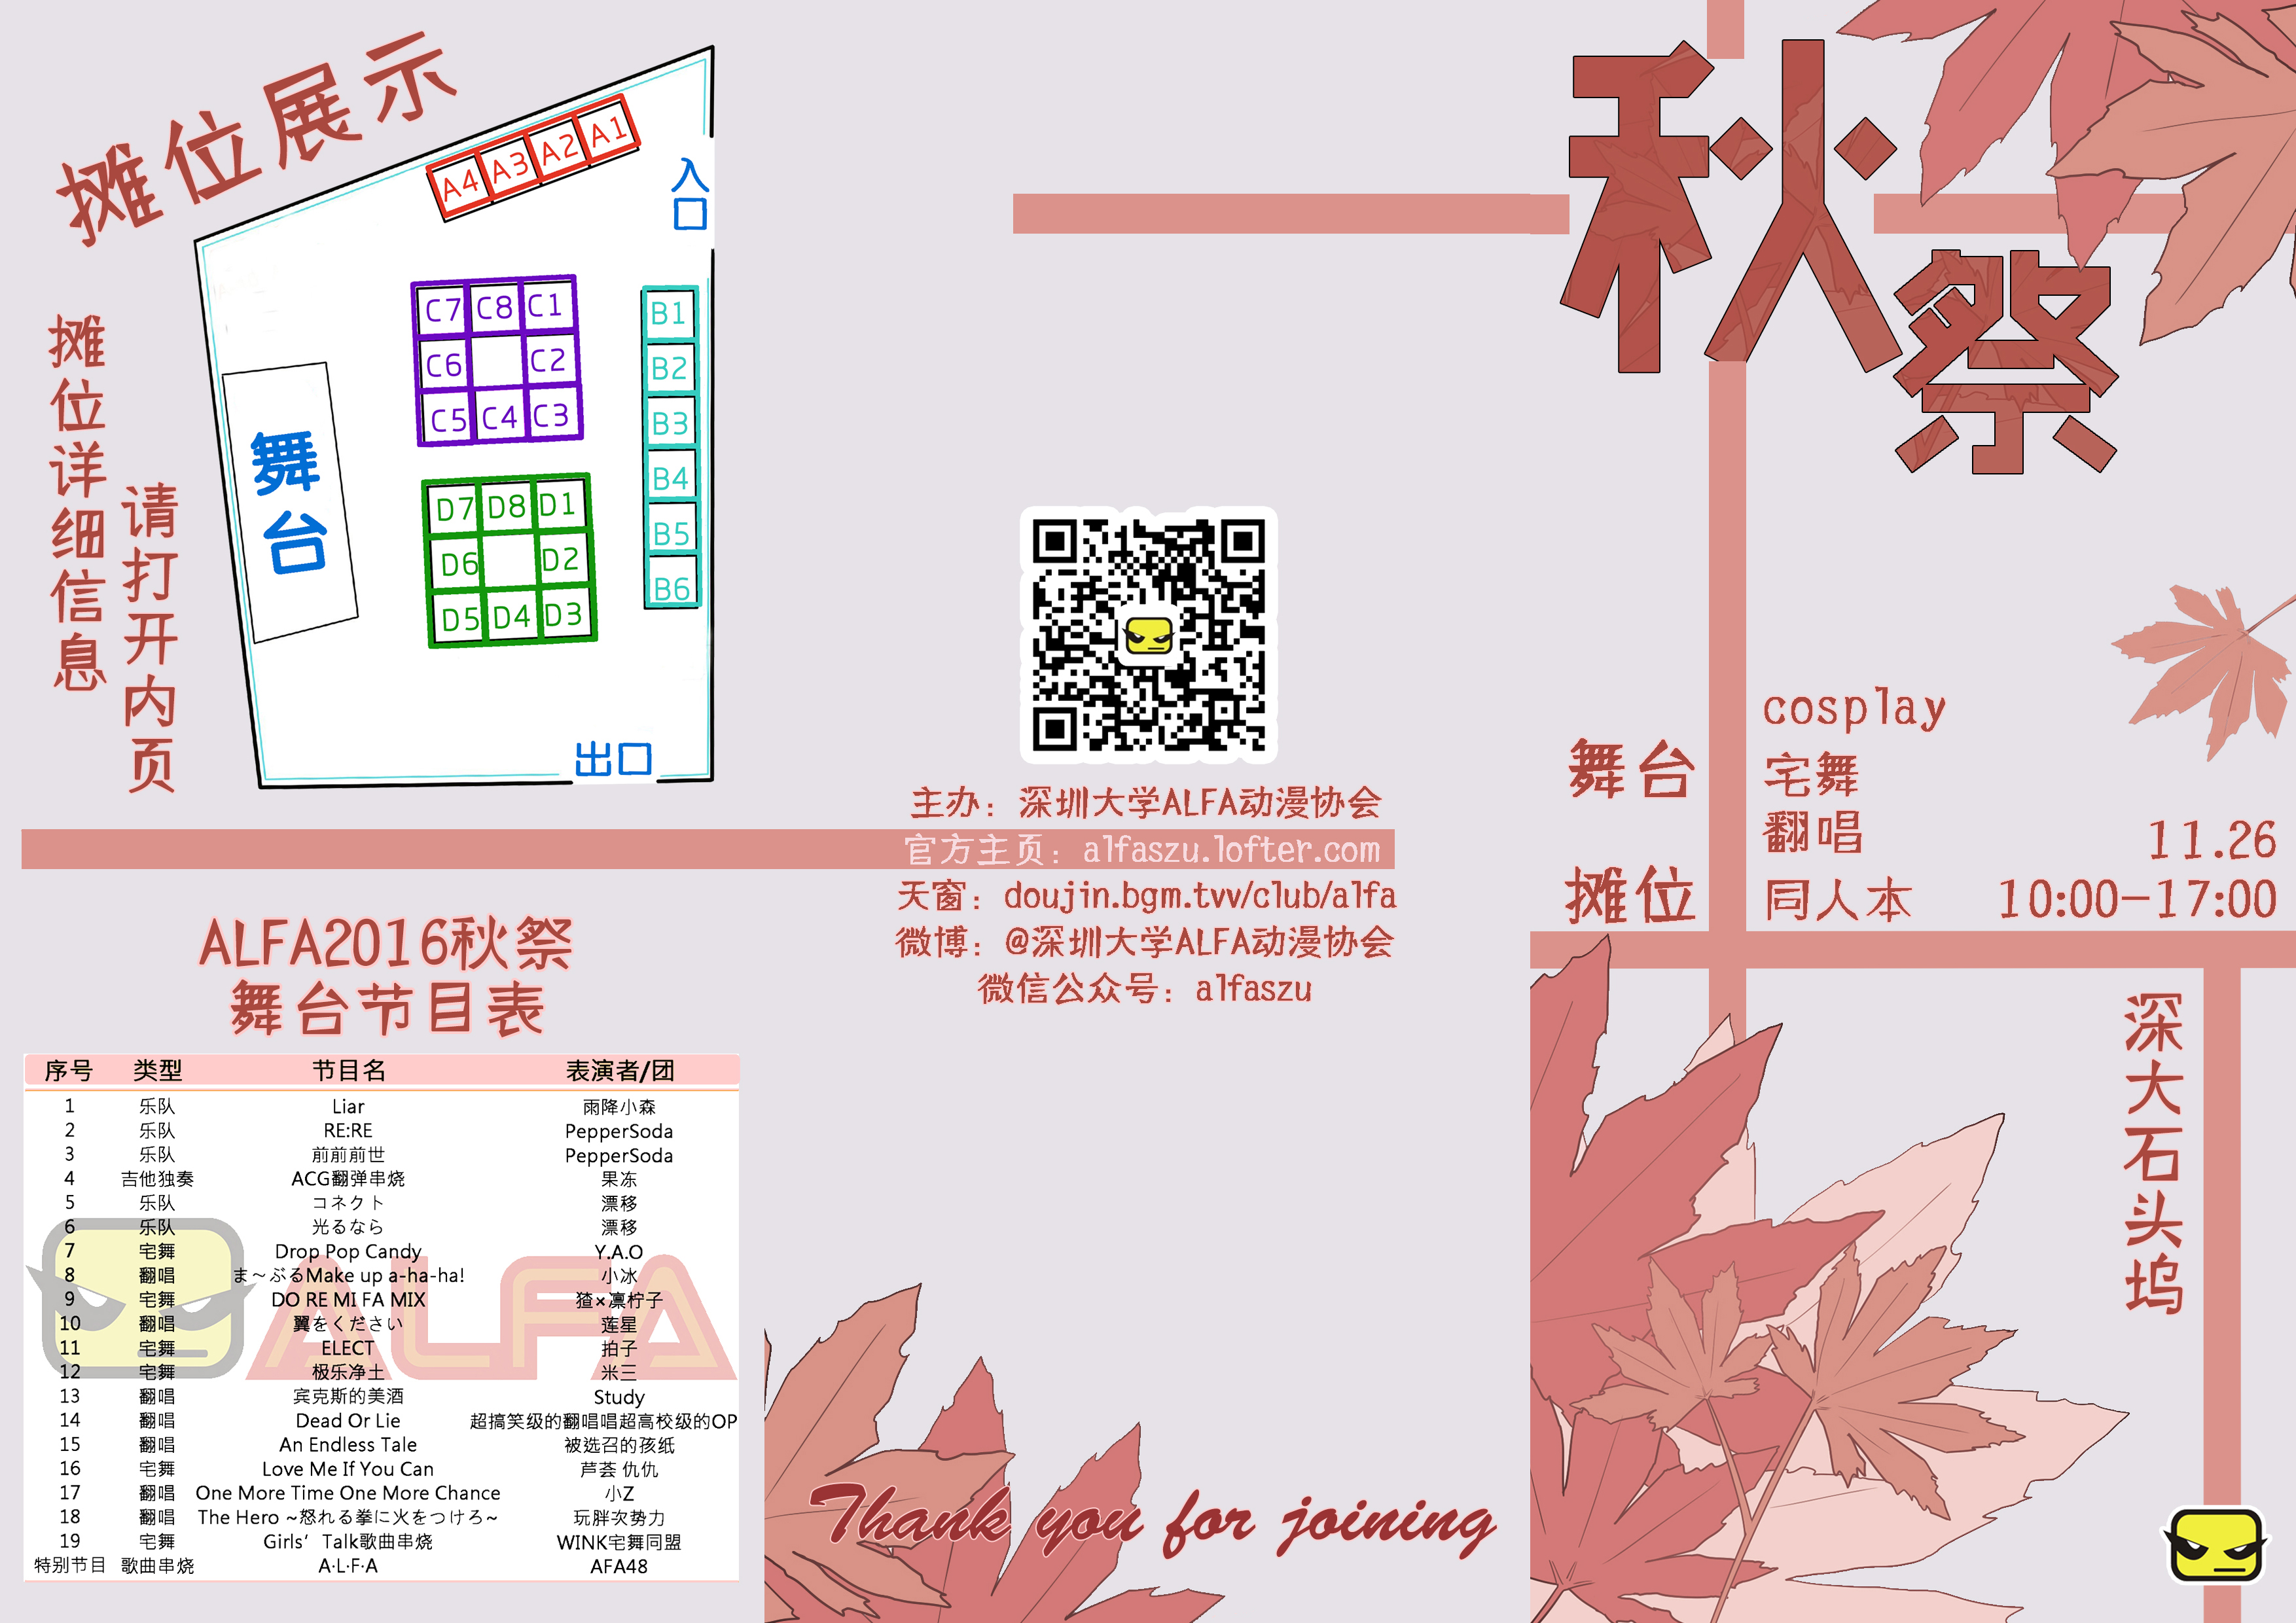 摊位展示
摊位详细信息
请打开内页
A4 A3 A2 A1
入口
C7 C8 C1
C6 C2
C5 C4 C3
B1
B2
B3
B4
B5
B6
D7 D8 D1
D6 D2
D5 D4 D3
舞台
出口
ALFA2016秋祭
舞台节目表
序号 类型 节目名 表演者/团
1 乐队 Liar 雨降小森
2 乐队 RE:RE PepperSoda
3 乐队 前前前世 PepperSoda
4 吉他独奏 ACG翻弹串烧 果冻
5 乐队 コネクト 漂移
6 乐队 光るなら 漂移
7 宅舞 Drop Pop Candy Y.A.O
8 翻唱 ま～ぶるMake up a-ha-ha! 小冰
9 宅舞 DO RE MI FA MIX 猹×凛柠子
10 翻唱 翼をください 莲星
11 宅舞 ELECT 拍子
12 宅舞 极乐净土 米三
13 翻唱 宾克斯的美酒 Study
14 翻唱 Dead Or Lie 超搞笑级的翻唱唱超高校级的OP
15 翻唱 An Endless Tale 被选召的孩纸
16 宅舞 Love Me If You Can 芦荟 仇仇
17 翻唱 One More Time One More Chance 小Z
18 翻唱 The Hero ~怒れる拳に火をつけろ~ 玩胖次势力
19 宅舞 Girls’ Talk歌曲串烧 WINK宅舞同盟
特别节目 歌曲串烧 A·L·F·A AFA48
ALFA
主办：深圳大学ALFA动漫协会
官方主页：alfaszu.lofter.com
天窗：doujin.bgm.tvv/club/alfa
微博：@深圳大学ALFA动漫协会
微信公众号：alfaszu
Thank you for joining
秋祭
舞台
cosplay
宅舞
翻唱
摊位
同人本
11.26
10:00-17:00
深大石头坞